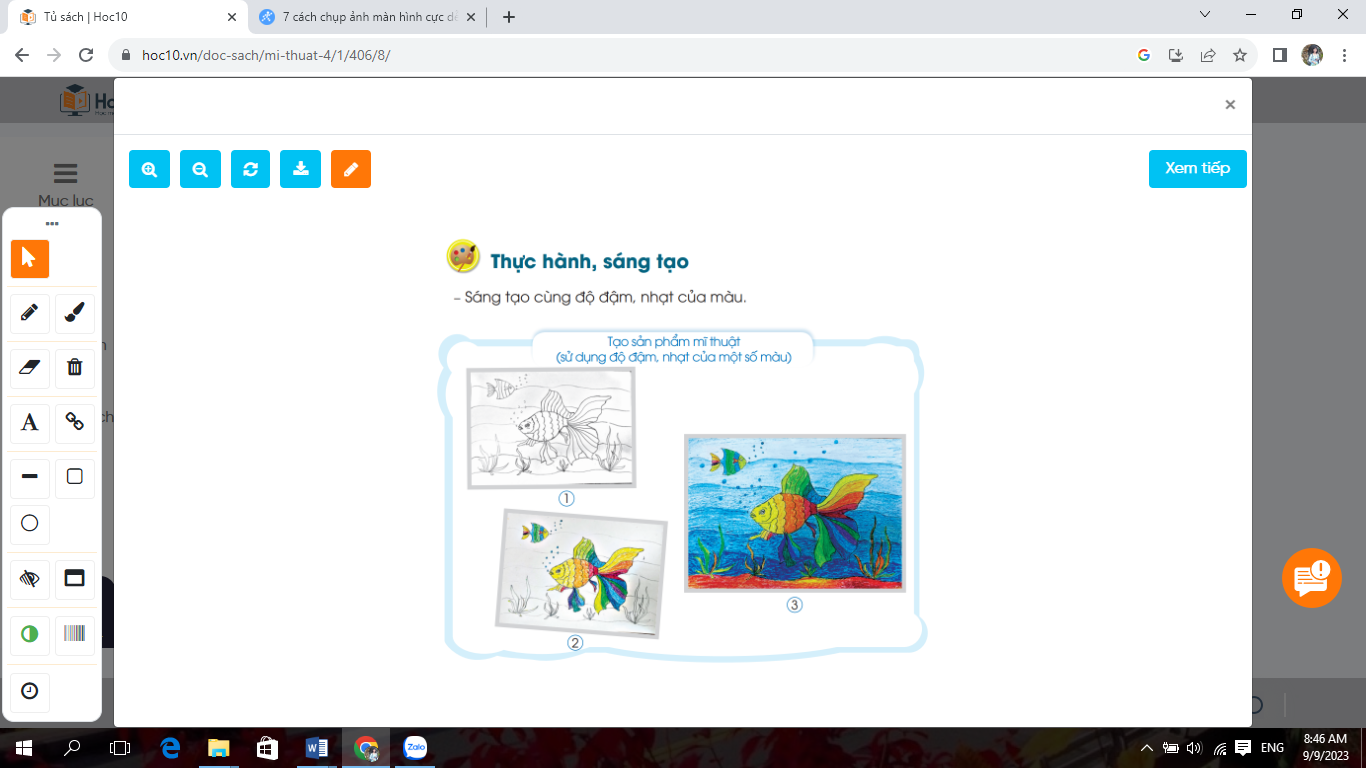 Tủ sách | Hoc10
7 cách chụp ảnh màn hình cực dễ
hoc10.vn/doc-sach/mi-thuat-4/1/406/8/
Mục lục
Xem tiếp
Thực hành, sáng tạo
– Sáng tạo cùng độ đậm, nhạt của màu.
Tạo sản phẩm mĩ thuật
(sử dụng độ đậm, nhạt của một số màu)
1
2
3
A
Zalo
ENG
8:46 AM
9/9/2023